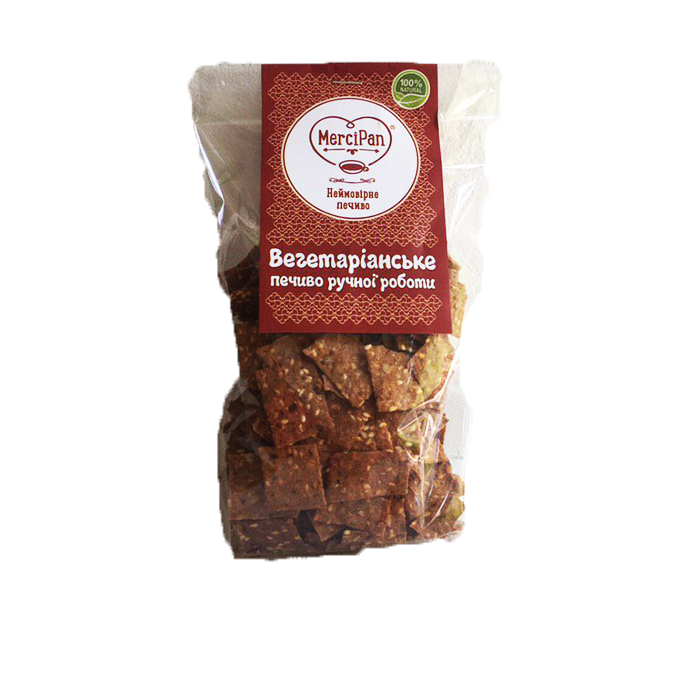 100%
NATURAL
MerciPan®
Неймовірне
печиво
Вегетаріанське
печиво ручної роботи